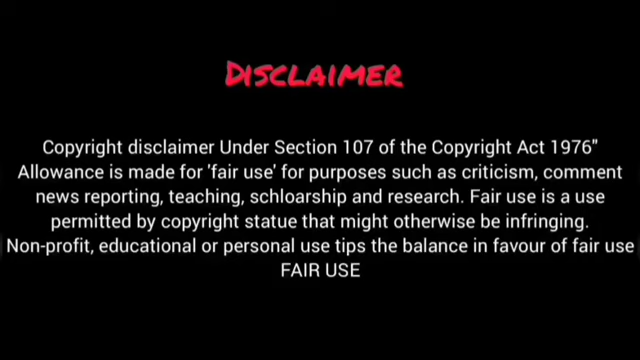 DISCLAIMER
Copyright disclaimer Under Section 107 of the Copyright Act 1976"
Allowance is made for 'fair use' for purposes such as criticism, comment
news reporting, teaching, schloarship and research. Fair use is a use
permitted by copyright statue that might otherwise be infringing.
Non-profit, educational or personal use tips the balance in favour of fair use
FAIR USE